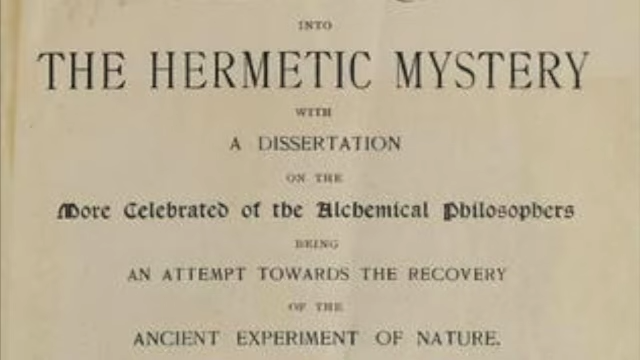 INTO
THE HERMETIC MYSTERY
WITH
A DISSERTATION
ON THE
More Celebrated of the Alchemical Philosophers
BEING
AN ATTEMPT TOWARDS THE RECOVERY
OF THE
ANCIENT EXPERIMENT OF NATURE.